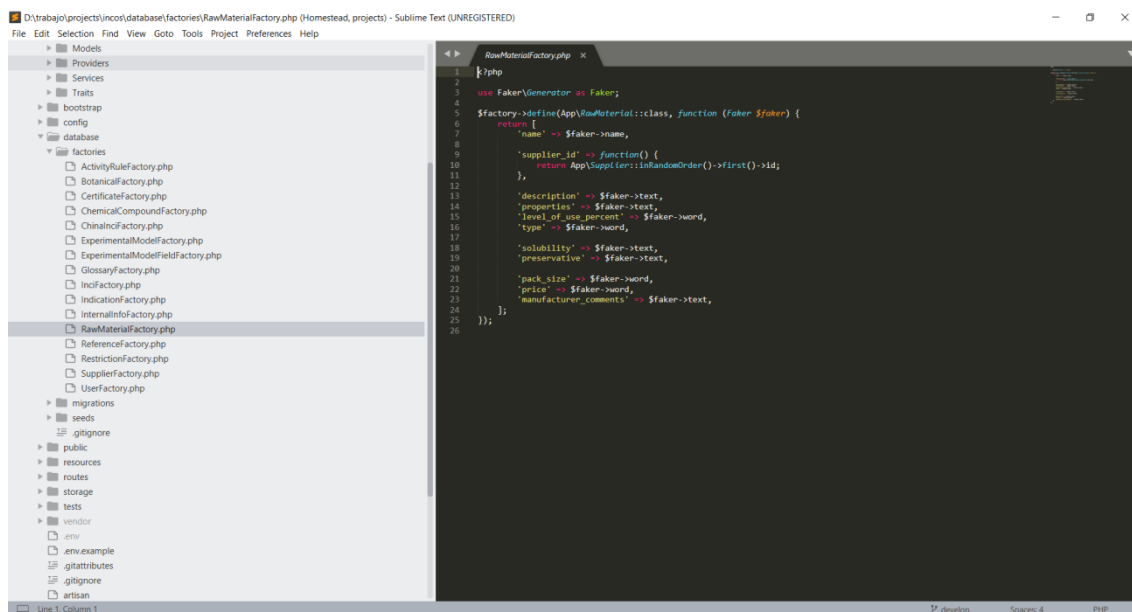 D:\trabajo\projects\incos\database\factories\RawMaterialFactory.php (Homestead, projects) - Sublime Text (UNREGISTERED)
File Edit Selection Find View Goto Tools Project Preferences Help
Models
Providers
Services
Traits
bootstrap
config
database
factories
ActivityRuleFactory.php
BotanicalFactory.php
CertificateFactory.php
ChemicalCompoundFactory.php
ChinaInciFactory.php
ExperimentalModelFactory.php
ExperimentalModelFieldFactory.php
GlossaryFactory.php
InciFactory.php
IndicationFactory.php
InternalInfoFactory.php
RawMaterialFactory.php
ReferenceFactory.php
RestrictionFactory.php
SupplierFactory.php
UserFactory.php
migrations
seeds
.gitignore
public
resources
routes
storage
tests
vendor
.env
.env.example
.gitattributes
.gitignore
artisan
RawMaterialFactory.php ×
1 <?php
2
3 use Faker\Generator as Faker;
4
5 $factory->define(App\RawMaterial::class, function (Faker $faker) {
6 return [
7 'name' => $faker->name,
8
9 'supplier_id' => function() {
10 return App\Supplier::inRandomOrder()->first()->id;
11 },
12
13 'description' => $faker->text,
14 'properties' => $faker->text,
15 'level_of_use_percent' => $faker->word,
16 'type' => $faker->word,
17
18 'solubility' => $faker->text,
19 'preservative' => $faker->text,
20
21 'pack_size' => $faker->word,
22 'price' => $faker->word,
23 'manufacturer_comments' => $faker->text,
24 ];
25 });
26
Line 1, Column 1 develop Spaces: 4 PHP